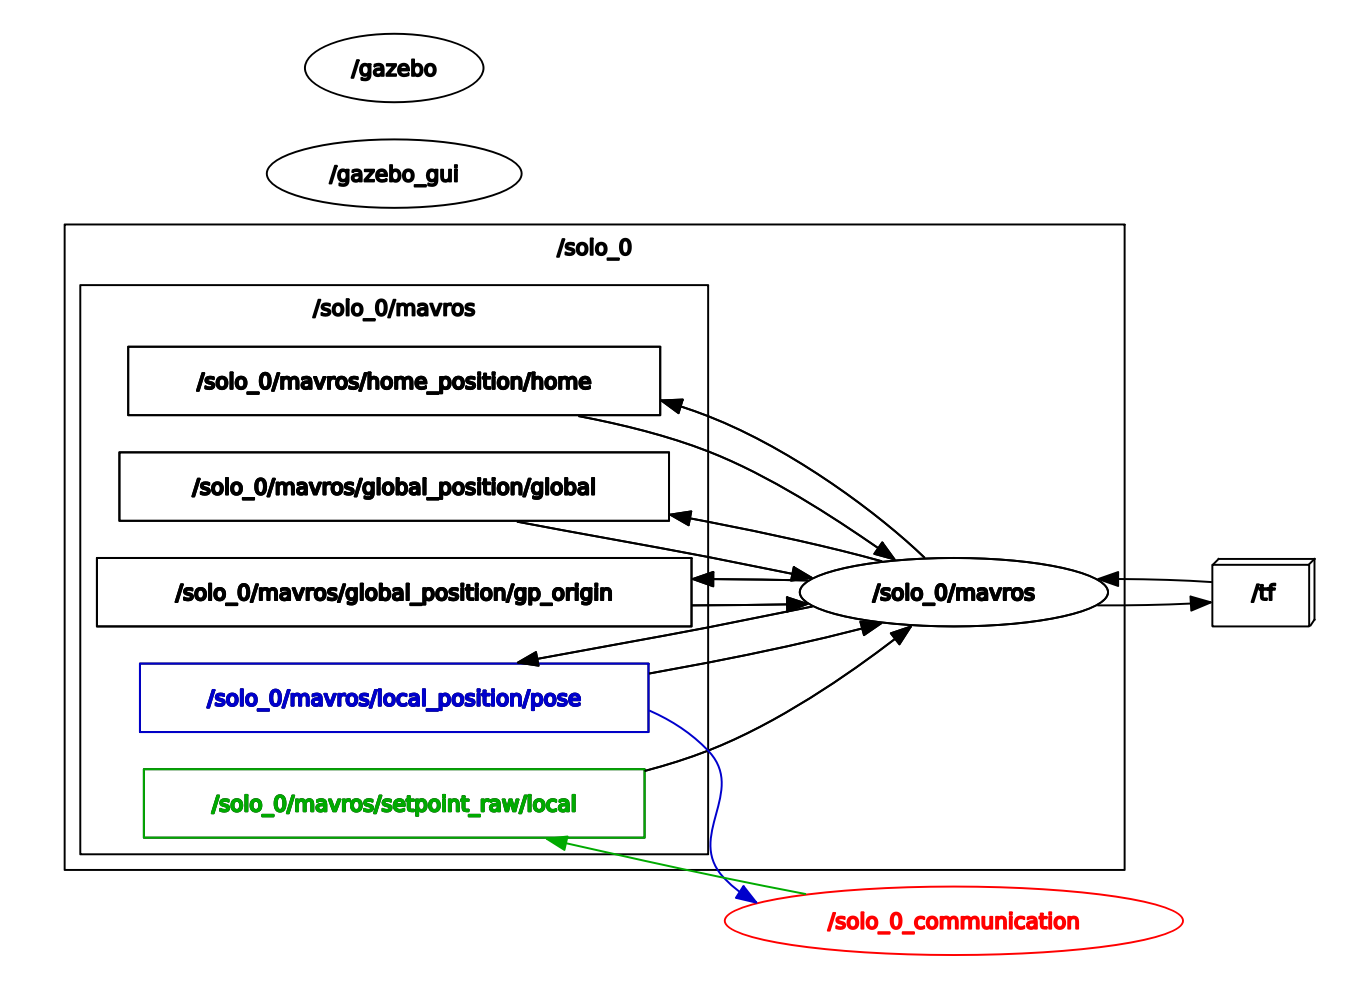 /gazebo
/gazebo_gui
/solo_0
/solo_0/mavros
/solo_0/mavros/home_position/home
/solo_0/mavros/global_position/global
/solo_0/mavros/global_position/gp_origin
/solo_0/mavros
/tf
/solo_0/mavros/local_position/pose
/solo_0/mavros/setpoint_raw/local
/solo_0_communication